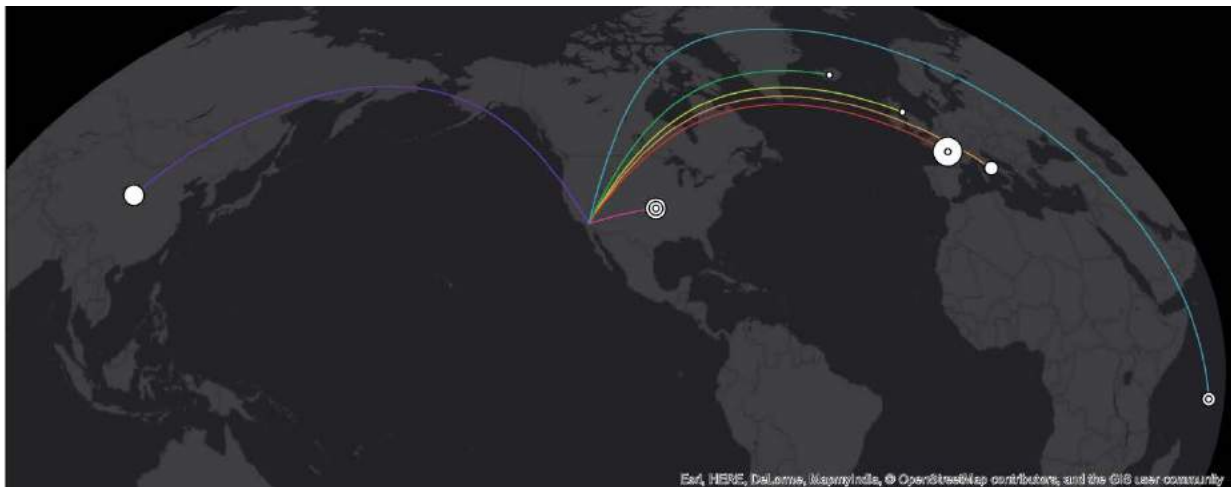 Esri, HERE, DeLorme, MapmyIndia, © OpenStreetMap contributors, and the GIS user community